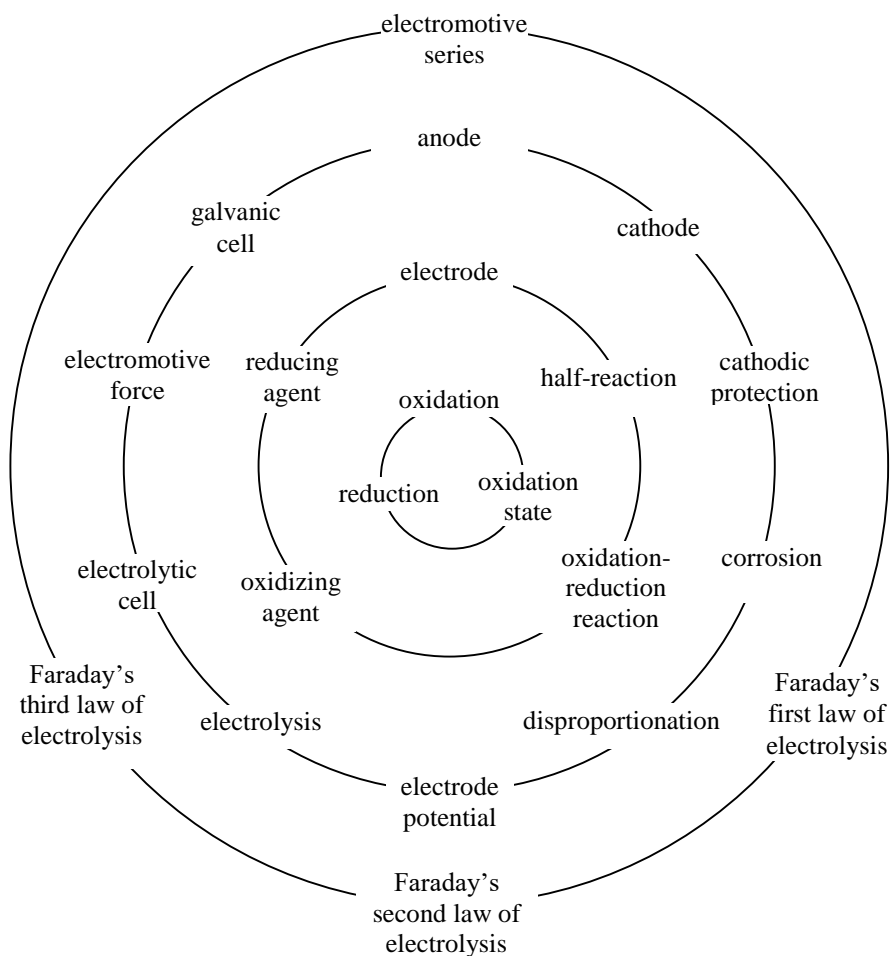 electromotive
series
anode
galvanic
cell
cathode
electrode
electromotive
force
reducing
agent
half-reaction
cathodic
protection
oxidation
reduction
oxidation
state
electrolytic
cell
oxidizing
agent
oxidation-
reduction
reaction
corrosion
Faraday’s
third law of
electrolysis
electrolysis
disproportionation
Faraday’s
first law of
electrolysis
electrode
potential
Faraday’s
second law of
electrolysis